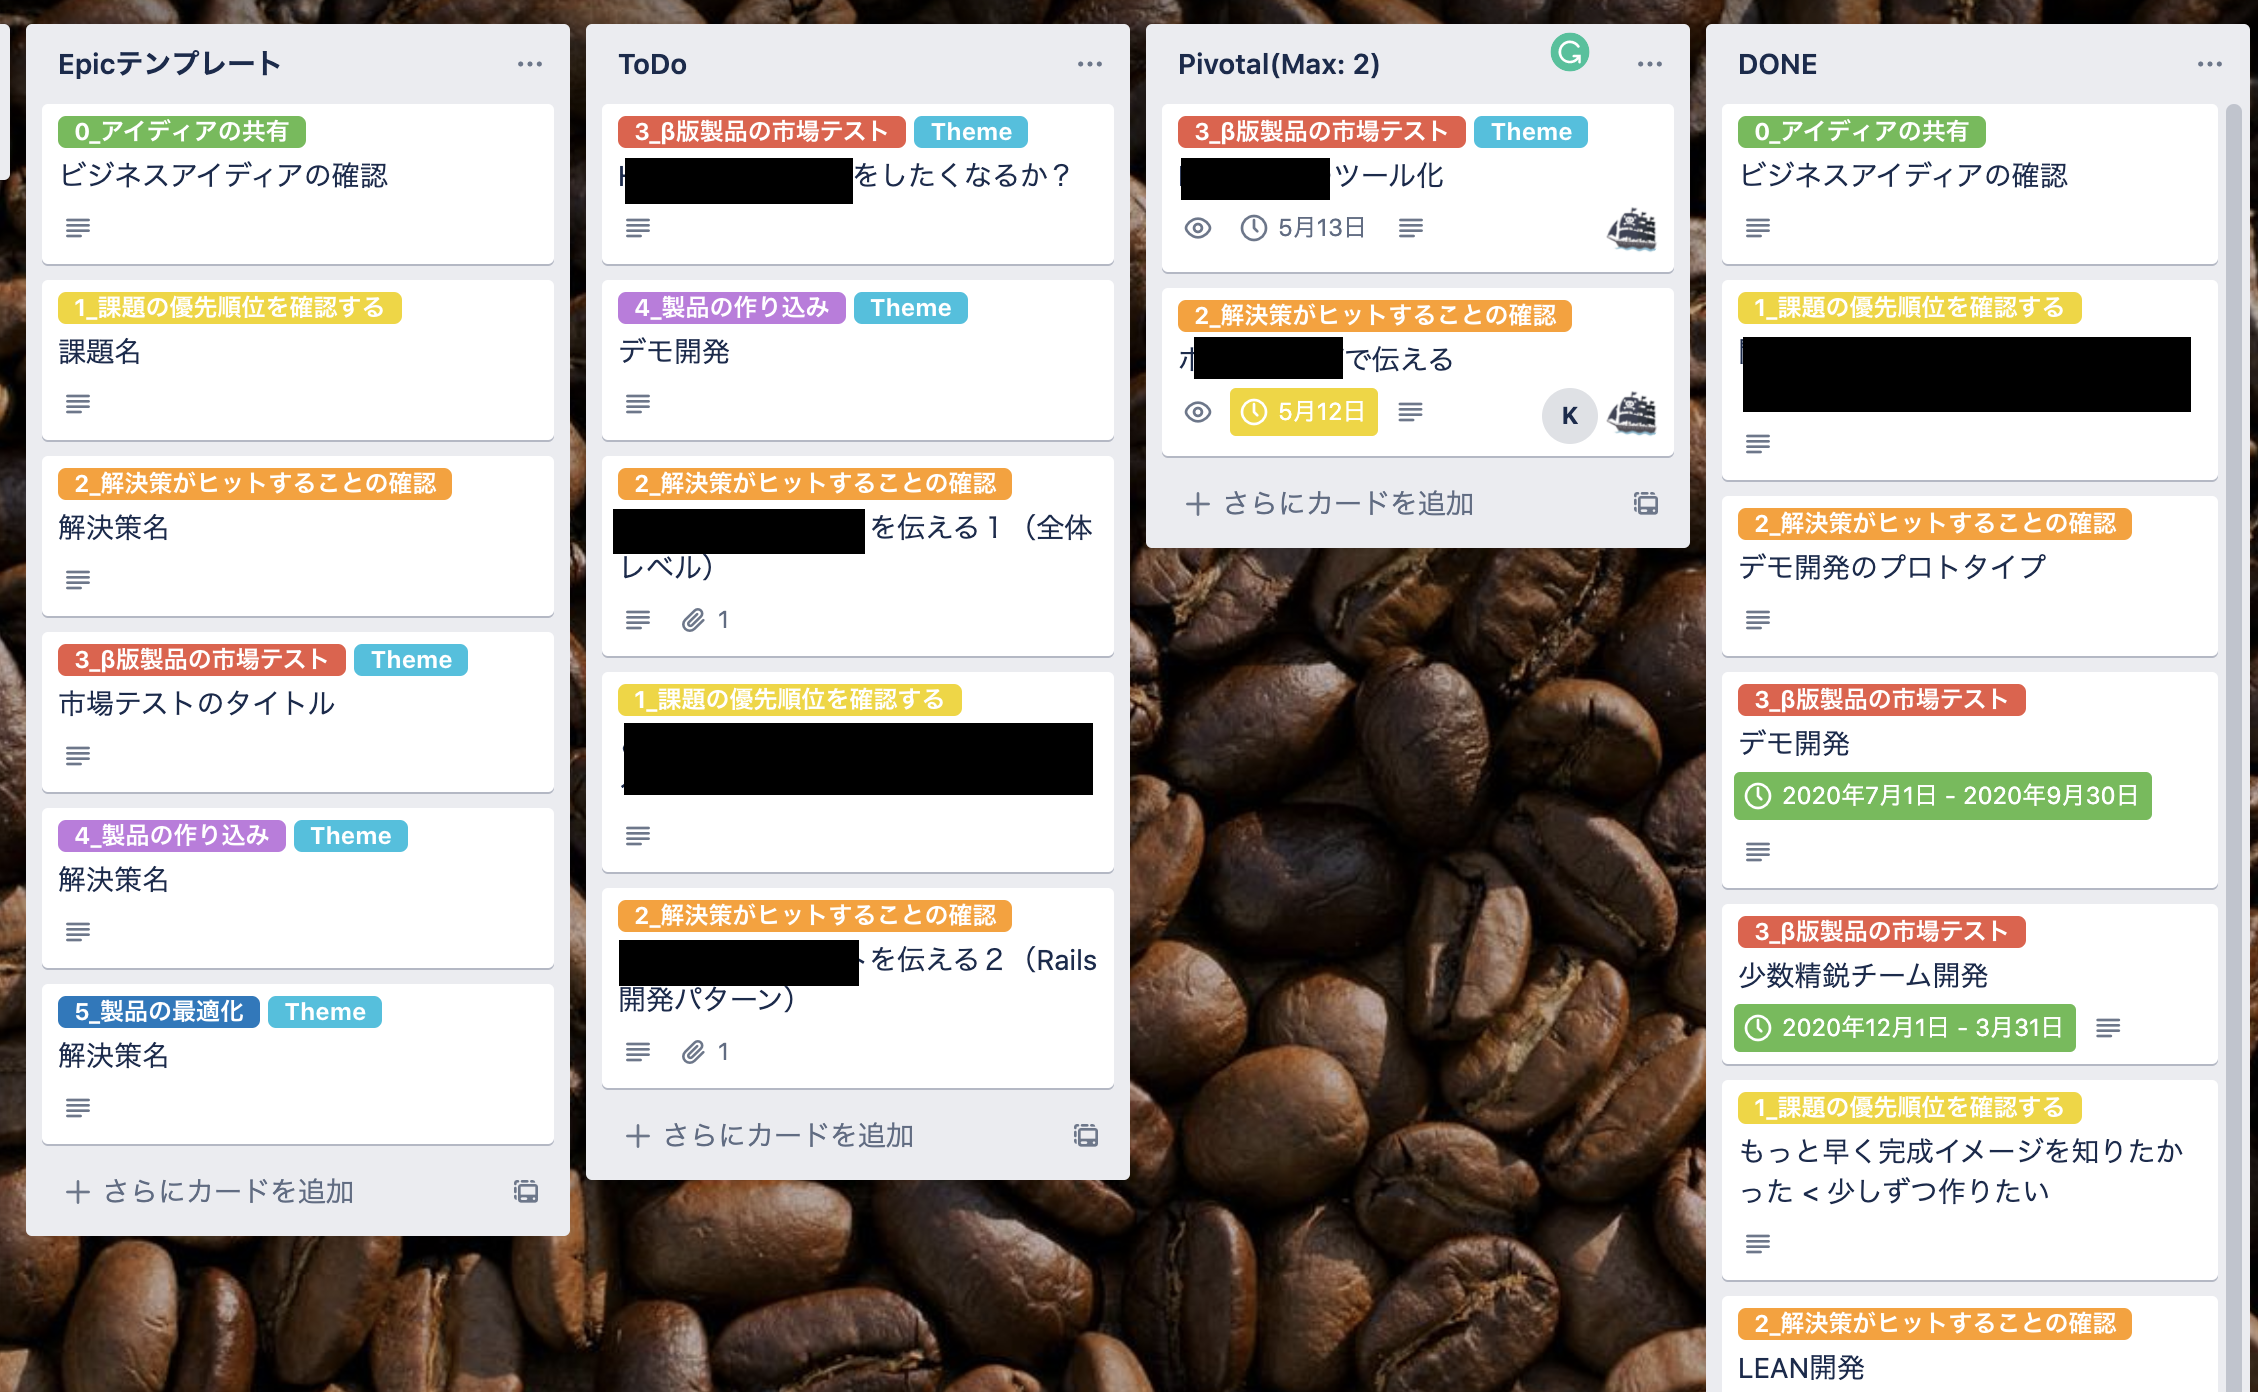 Epicテンプレート
0_アイディアの共有
ビジネスアイディアの確認
1_課題の優先順位を確認する
課題名
2_解決策がヒットすることの確認
解決策名
3_β版製品の市場テスト Theme
市場テストのタイトル
4_製品の作り込み Theme
解決策名
5_製品の最適化 Theme
解決策名
+ さらにカードを追加
ToDo
3_β版製品の市場テスト Theme
をしたくなるか？
4_製品の作り込み Theme
デモ開発
2_解決策がヒットすることの確認
を伝える１（全体
レベル）
1
1_課題の優先順位を確認する
2_解決策がヒットすることの確認
を伝える２（Rails
開発パターン）
1
+ さらにカードを追加
Pivotal(Max: 2)
3_β版製品の市場テスト Theme
ツール化
5月13日
2_解決策がヒットすることの確認
で伝える
5月12日
K
+ さらにカードを追加
DONE
0_アイディアの共有
ビジネスアイディアの確認
1_課題の優先順位を確認する
2_解決策がヒットすることの確認
デモ開発のプロトタイプ
3_β版製品の市場テスト
デモ開発
2020年7月1日 - 2020年9月30日
3_β版製品の市場テスト
少数精鋭チーム開発
2020年12月1日 - 3月31日
1_課題の優先順位を確認する
もっと早く完成イメージを知りたか
った < 少しずつ作りたい
2_解決策がヒットすることの確認
LEAN開発